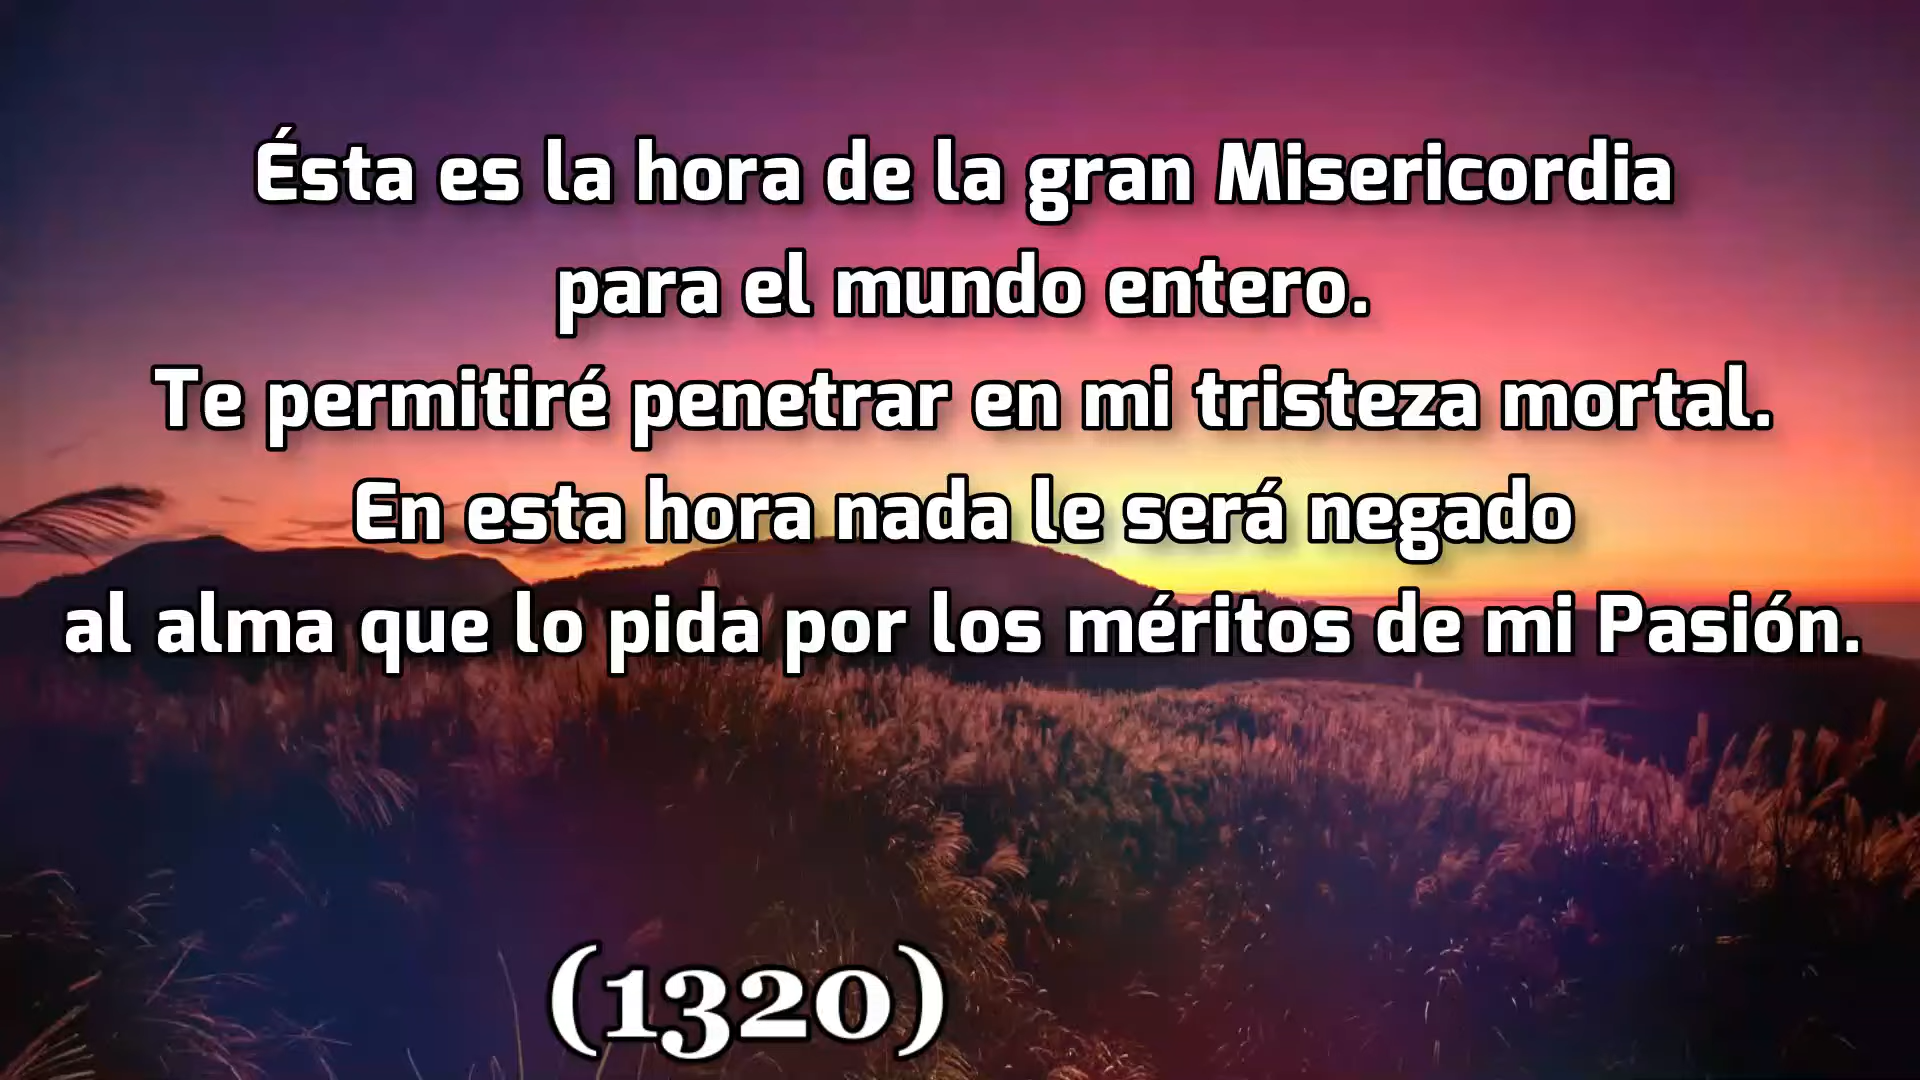 Ésta es la hora de la gran Misericordia
para el mundo entero.
Te permitiré penetrar en mi tristeza mortal.
En esta hora nada le será negado
al alma que lo pida por los méritos de mi Pasión.
(1320)